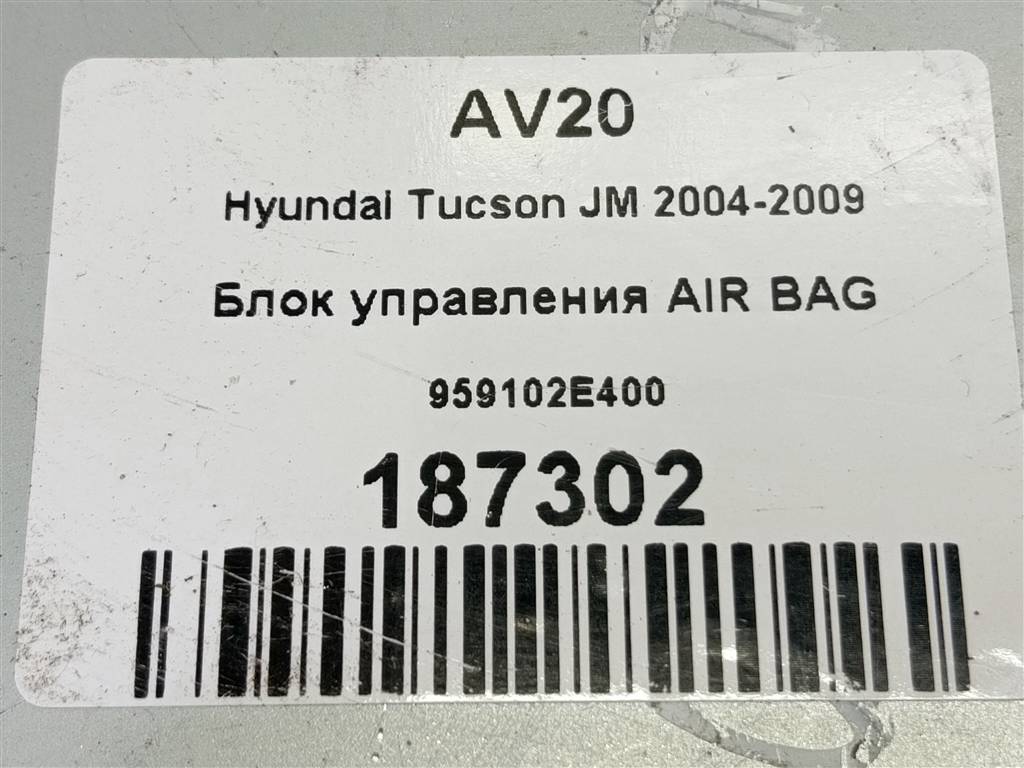 AV20
Hyundai Tucson JM 2004-2009
Блок управления AIR BAG
959102E400
187302